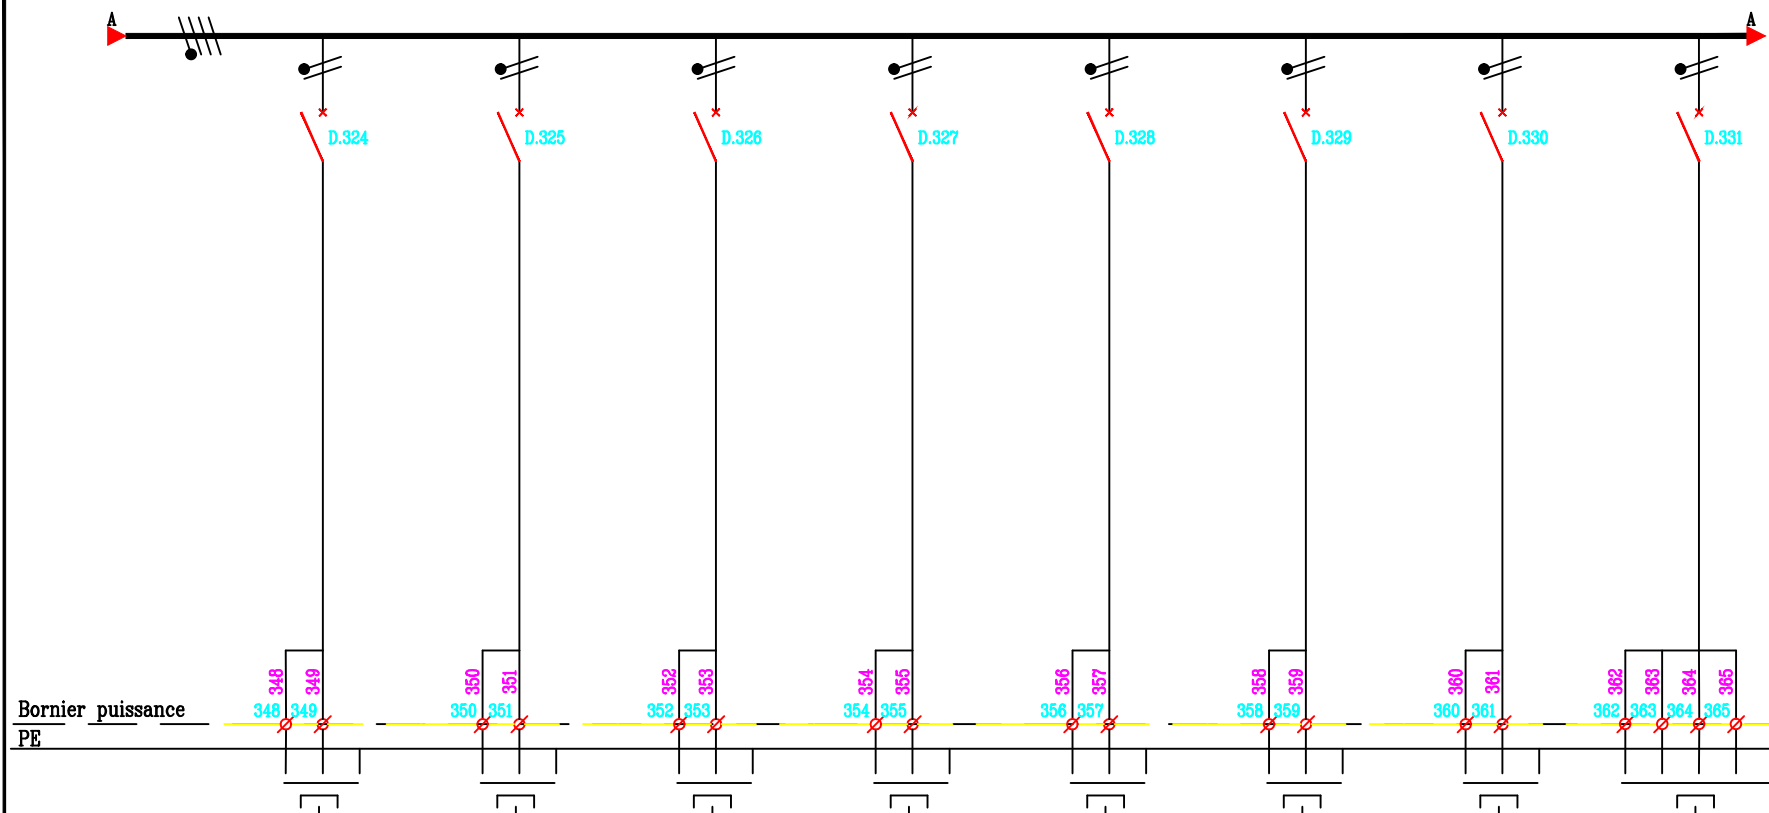 A A
D.324 D.325 D.326 D.327 D.328 D.329 D.330 D.331
348 349 350 351 352 353 354 355 356 357 358 359 360 361 362 363 364 365
Bornier puissance 348 349 350 351 352 353 354 355 356 357 358 359 360 361 362 363 364 365
PE